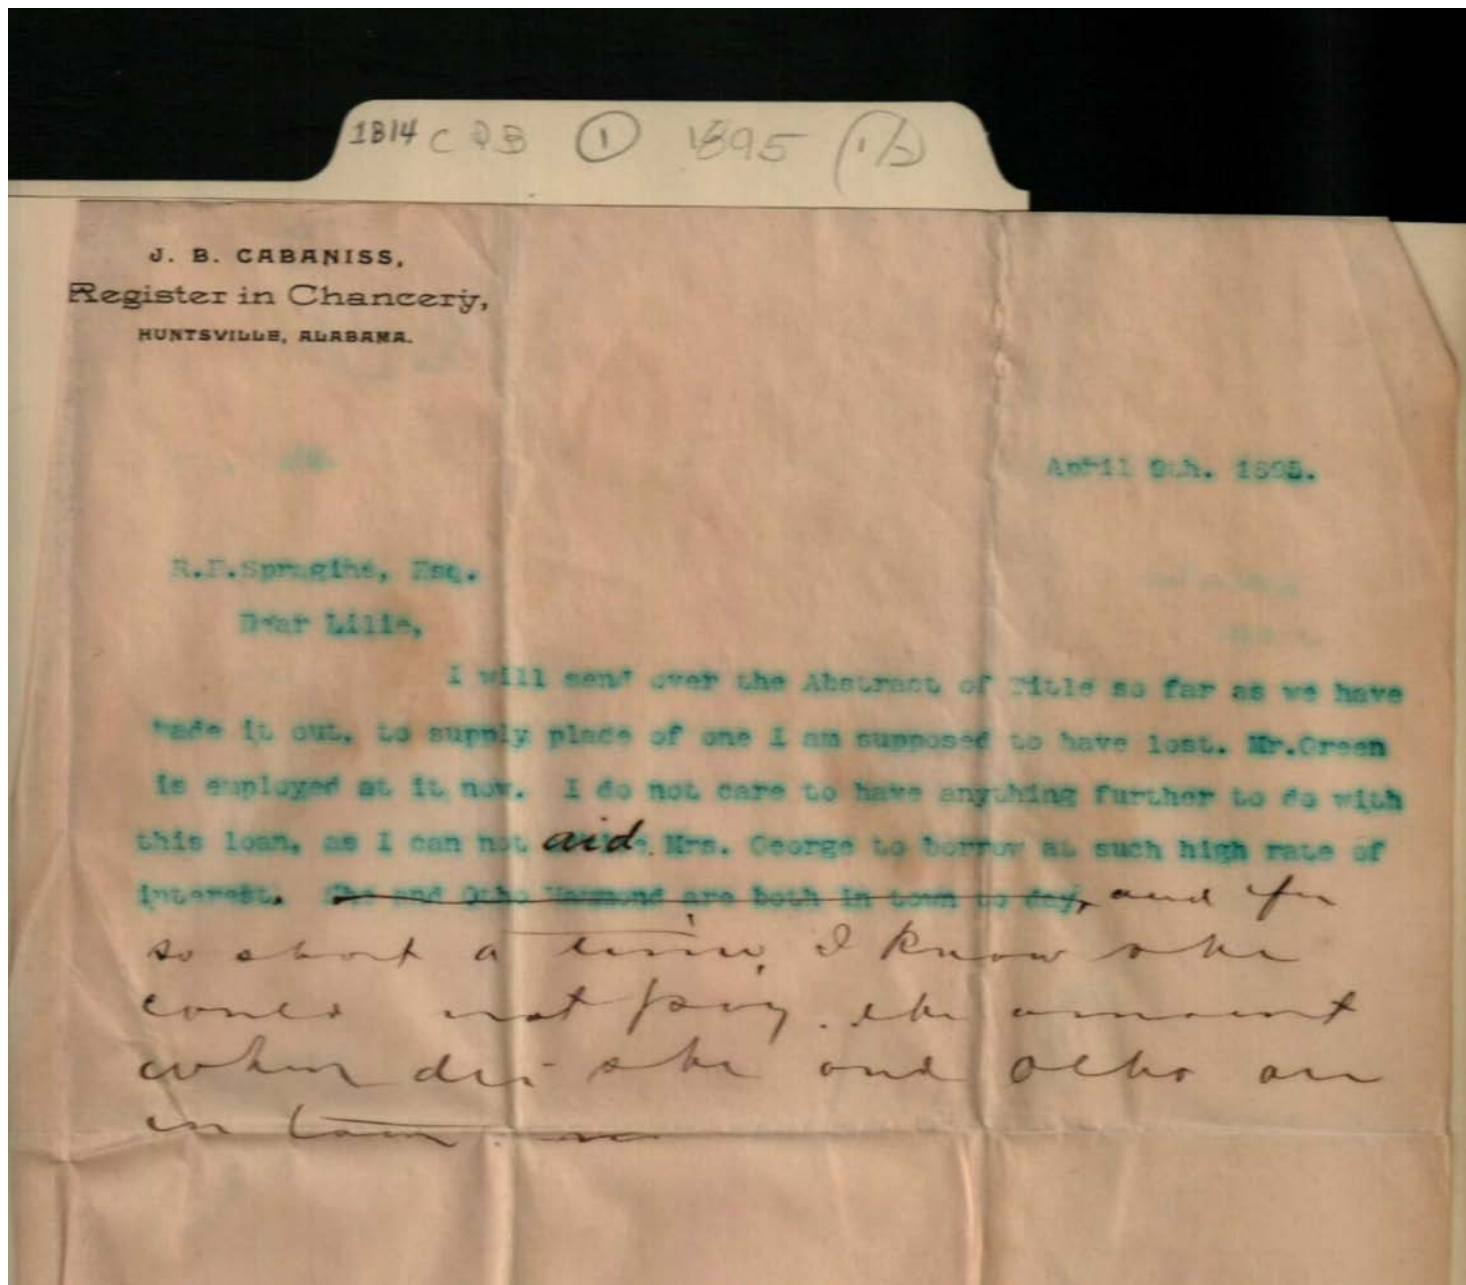 1814 C D B 1 1895
J. B. CABANISS,
Register in Chancery,
HUNTSVILLE, ALABAMA.
April 9th. 1895.
Esq.
Dear Lilie,
I will send over the Abstract of Title so far as we have
made it out, to supply place of one I am supposed to have lost. Mr.Green
is employed at it now. I do not care to have anything further to do with
this loan, as I can not aid Mrs. George to borrow at such high rate of
interest. She and Otho Hammond are both in town to day, and for
so short a time, I know she
could not pay the amount
when due she and Otho are
in town